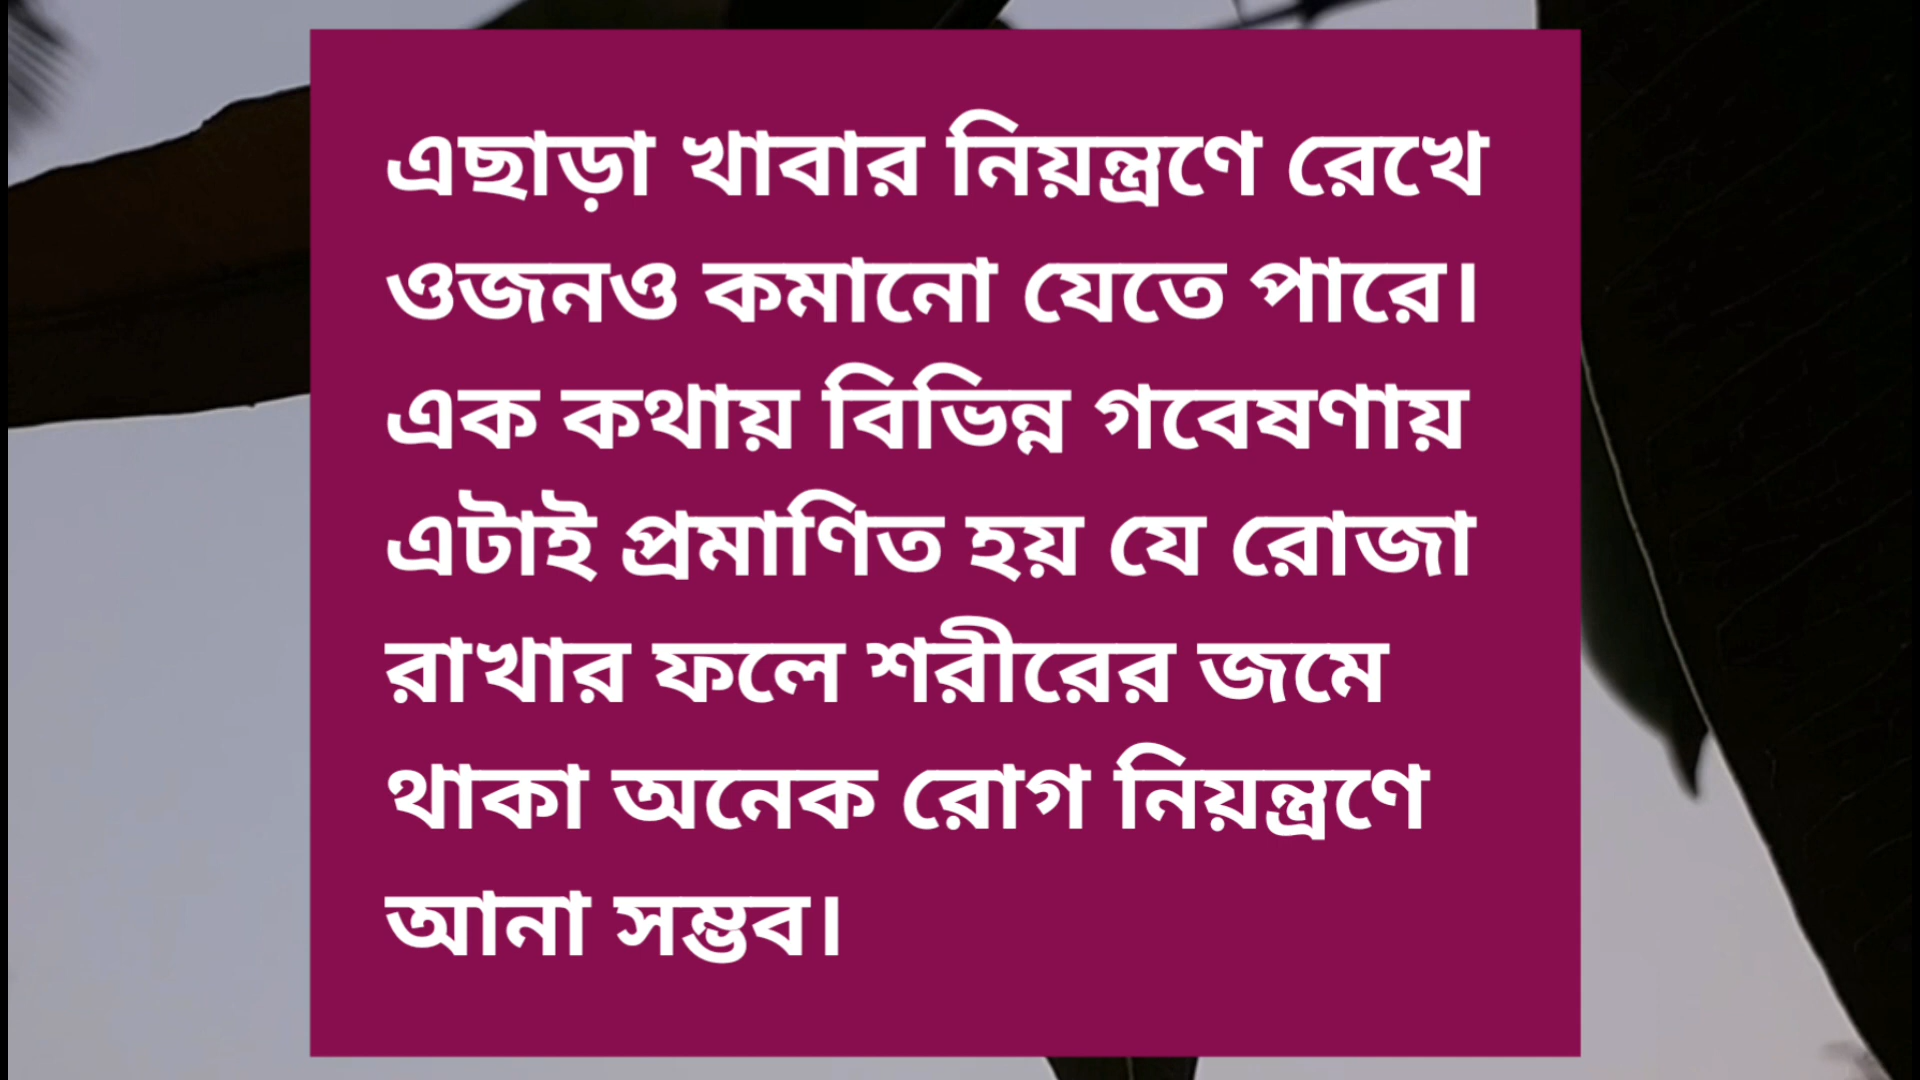 এছাড়া খাবার নিয়ন্ত্রণে রেখে
ওজনও কমানো যেতে পারে।
এক কথায় বিভিন্ন গবেষণায়
এটাই প্রমাণিত হয় যে রোজা
রাখার ফলে শরীরের জমে
থাকা অনেক রোগ নিয়ন্ত্রণে
আনা সম্ভব।